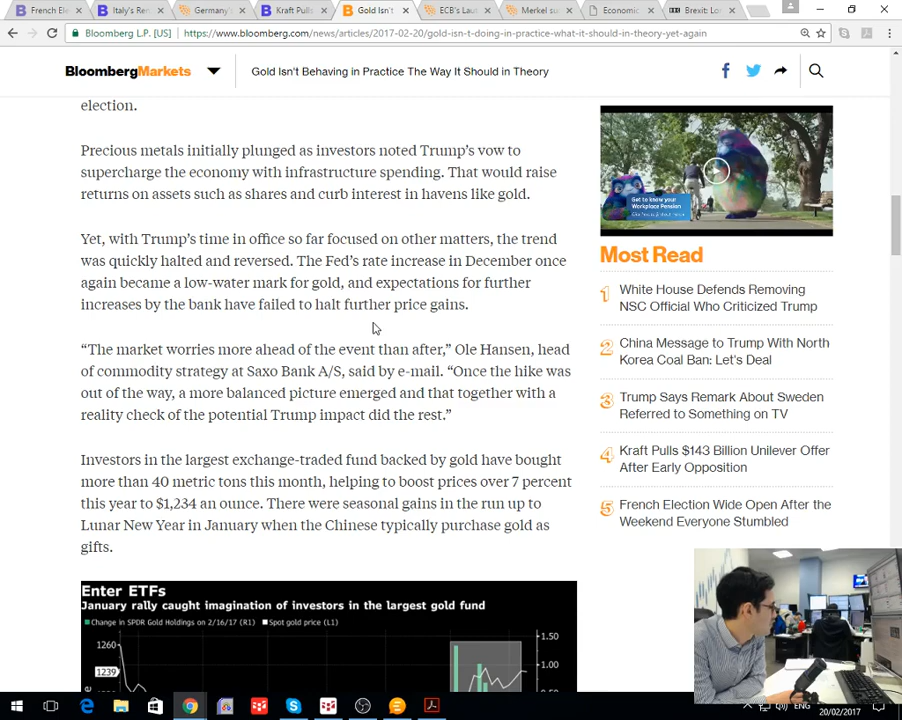 French Ele
Italy's Ren
Germany'
Kraft Pulls
Gold Isn'
ECB's Laut
Merkel su
Economic
Brexit: Lo
Bloomberg L.P. [US]
https://www.bloomberg.com/news/articles/2017-02-20/gold-isn-t-doing-in-practice-what-it-should-in-theory-yet-again
BloombergMarkets
Gold Isn't Behaving in Practice The Way It Should in Theory
election.
Precious metals initially plunged as investors noted Trump's vow to
supercharge the economy with infrastructure spending. That would raise
returns on assets such as shares and curb interest in havens like gold.
Yet, with Trump's time in office so far focused on other matters, the trend
was quickly halted and reversed. The Fed's rate increase in December once
again became a low-water mark for gold, and expectations for further
increases by the bank have failed to halt further price gains.
“The market worries more ahead of the event than after,” Ole Hansen, head
of commodity strategy at Saxo Bank A/S, said by e-mail. “Once the hike was
out of the way, a more balanced picture emerged and that together with a
reality check of the potential Trump impact did the rest.”
Investors in the largest exchange-traded fund backed by gold have bought
more than 40 metric tons this month, helping to boost prices over 7 percent
this year to $1,234 an ounce. There were seasonal gains in the run up to
Lunar New Year in January when the Chinese typically purchase gold as
gifts.
Enter ETFs
January rally caught imagination of investors in the largest gold fund
Change in SPDR Gold Holdings on 2/16/17 (R1)
Spot gold price (L1)
1260
1239
1.50
1.00
0.50
Get to know your
Workplace Pension
Most Read
1 White House Defends Removing
NSC Official Who Criticized Trump
2 China Message to Trump With North
Korea Coal Ban: Let's Deal
3 Trump Says Remark About Sweden
Referred to Something on TV
4 Kraft Pulls $143 Billion Unilever Offer
After Early Opposition
5 French Election Wide Open After the
Weekend Everyone Stumbled
ENG
20/02/2017